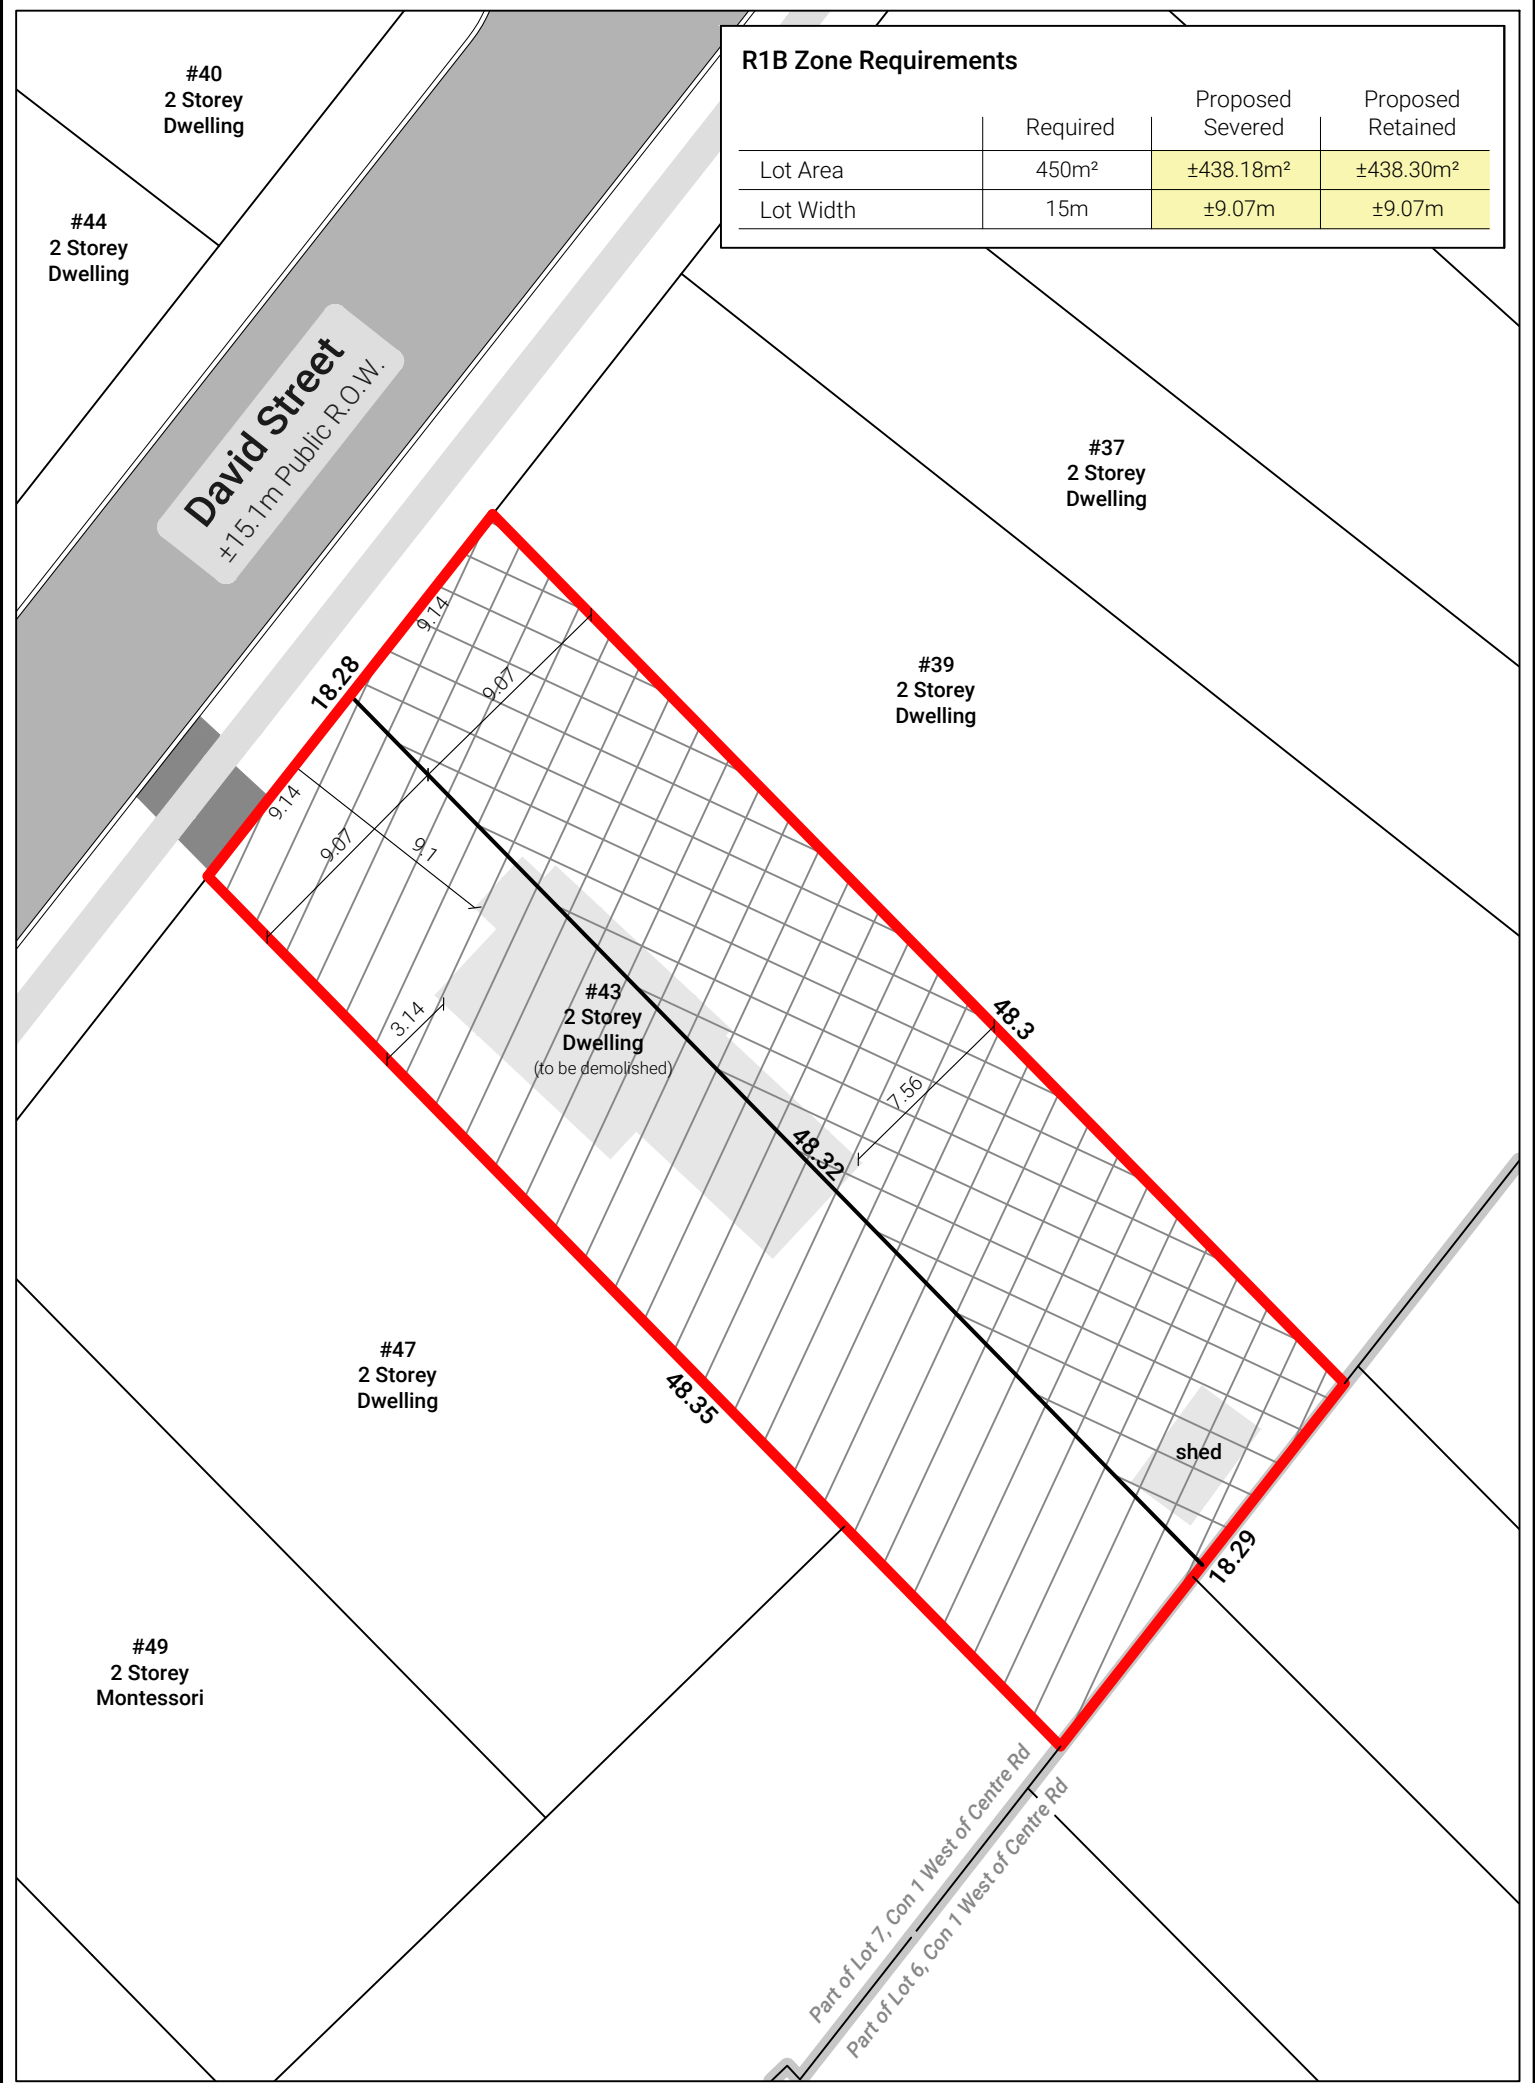 R1B Zone Requirements
Required Proposed Severed Proposed Retained
Lot Area 450m² ±438.18m² ±438.30m²
Lot Width 15m ±9.07m ±9.07m
#40
2 Storey
Dwelling
#44
2 Storey
Dwelling
David Street
±15.1m Public R.O.W.
#37
2 Storey
Dwelling
#39
2 Storey
Dwelling
18.28
9.14
9.07
9.14
9.07
9.1
3.14
#43
2 Storey
Dwelling
(to be demolished)
48.3
7.56
48.32
#47
2 Storey
Dwelling
48.35
shed
18.29
#49
2 Storey
Montessori
Part of Lot 7, Con 1 West of Centre Rd
Part of Lot 6, Con 1 West of Centre Rd